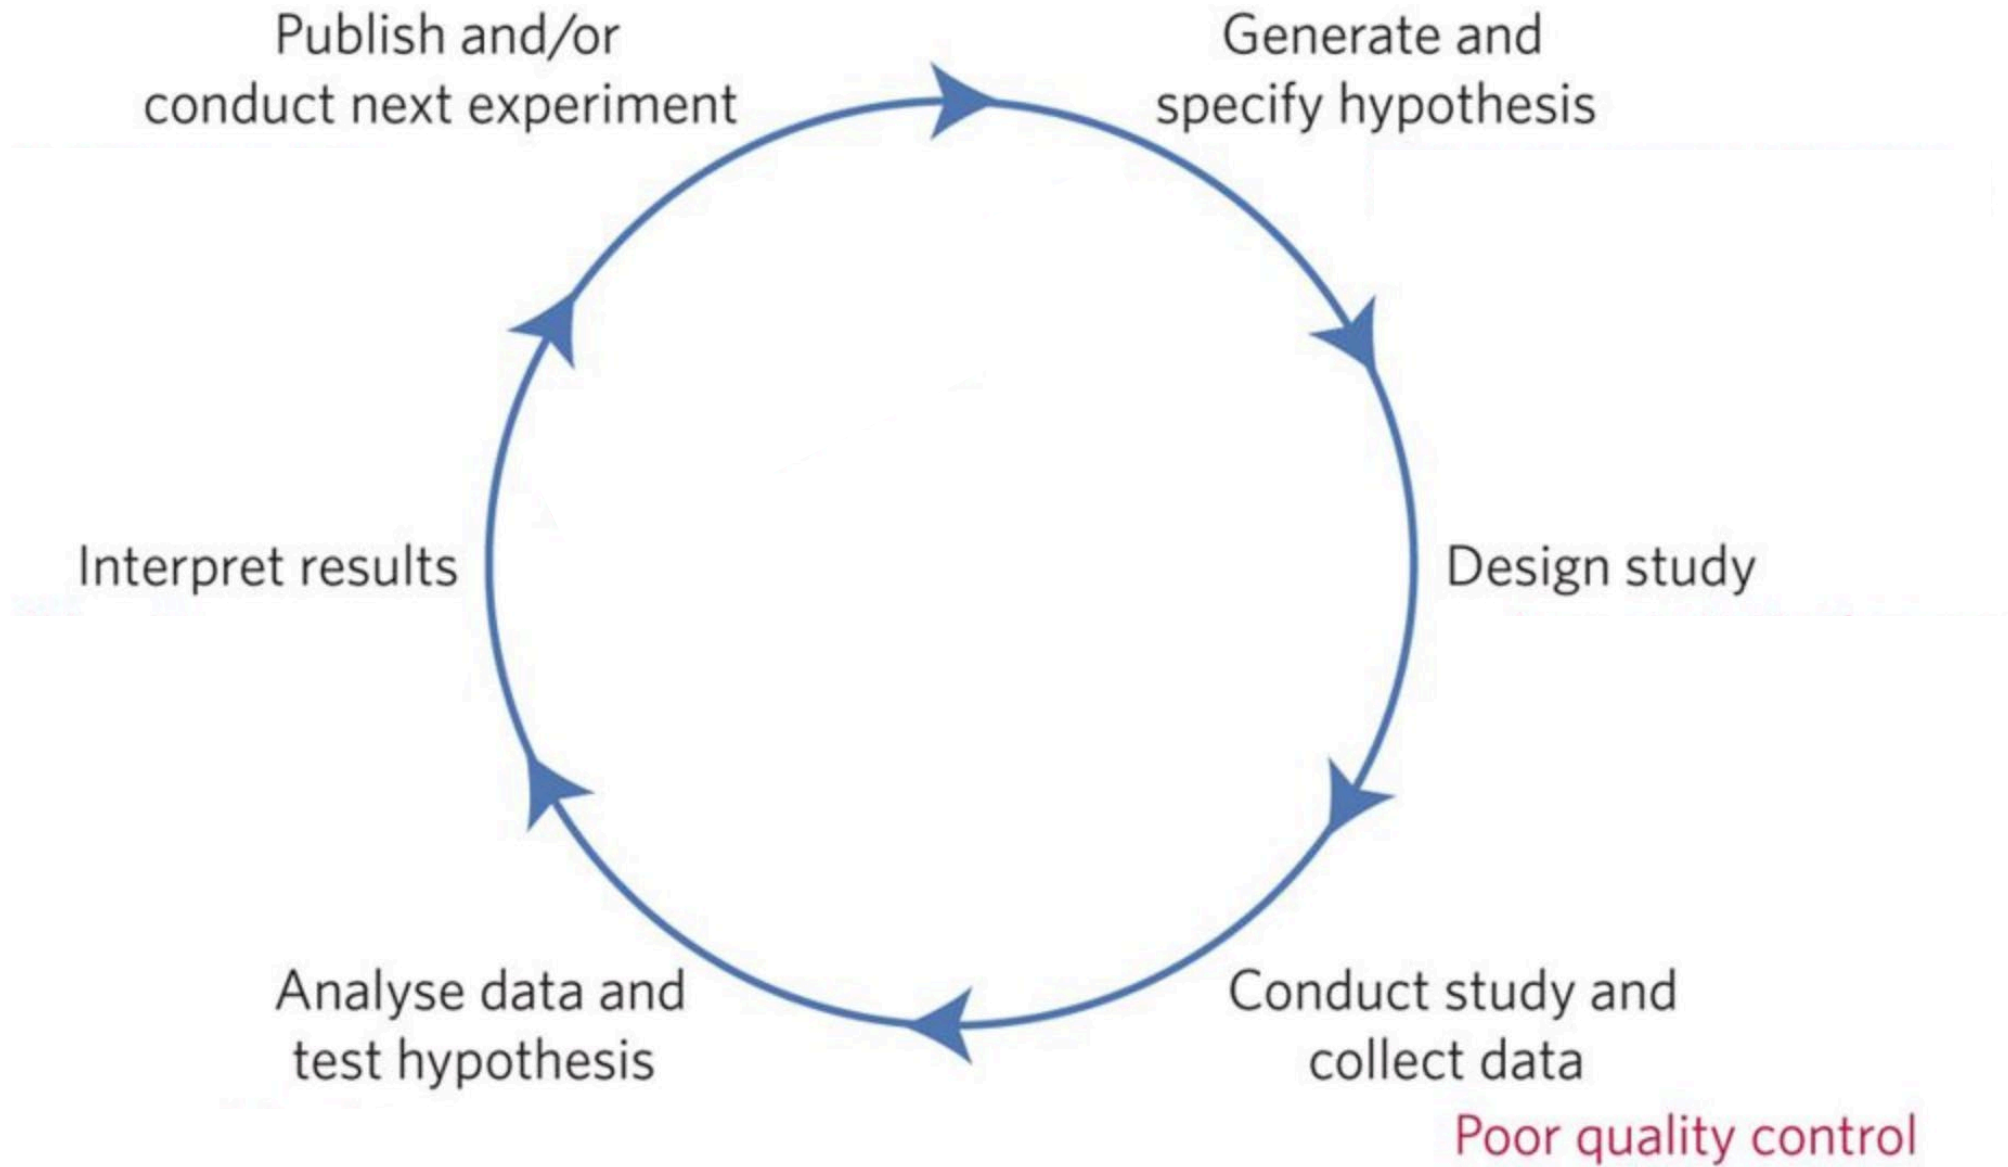 Publish and/or
conduct next experiment
Generate and
specify hypothesis
Interpret results
Design study
Analyse data and
test hypothesis
Conduct study and
collect data
Poor quality control